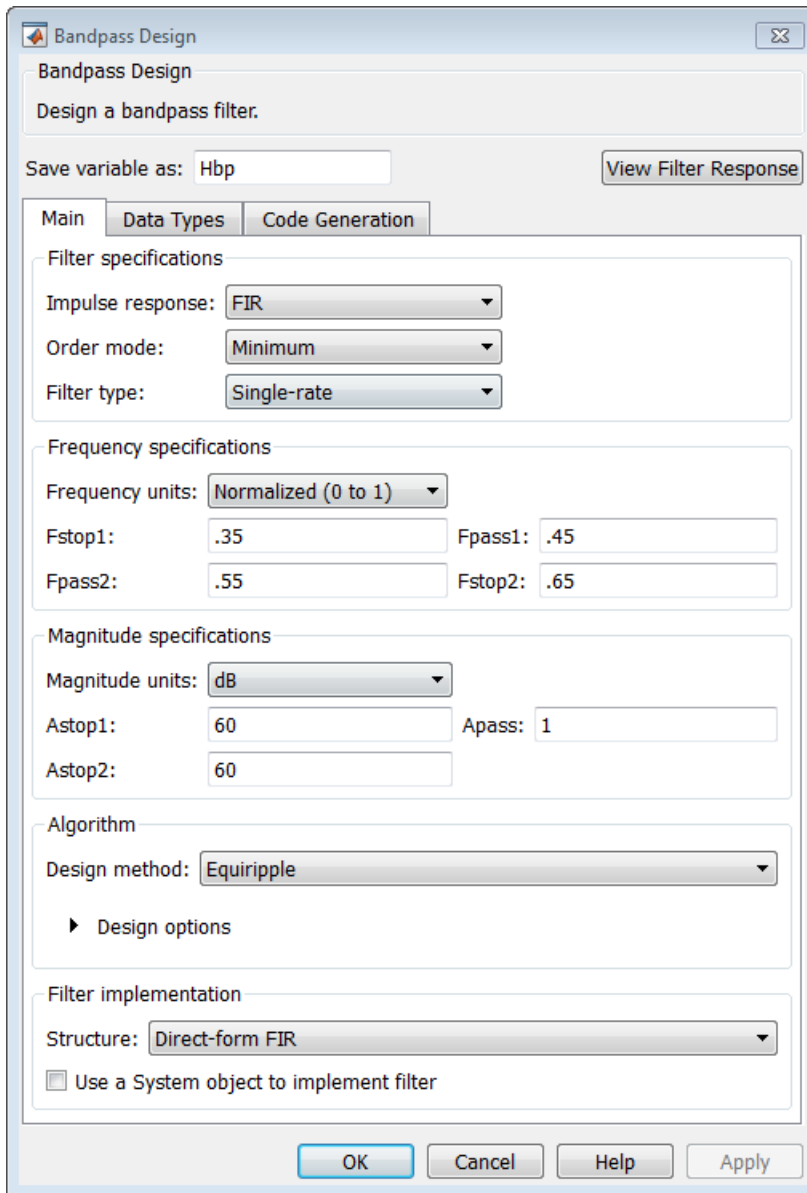 Bandpass Design
Bandpass Design
Design a bandpass filter.
Save variable as: Hbp View Filter Response
Main Data Types Code Generation
Filter specifications
Impulse response: FIR
Order mode: Minimum
Filter type: Single-rate
Frequency specifications
Frequency units: Normalized (0 to 1)
Fstop1: .35 Fpass1: .45
Fpass2: .55 Fstop2: .65
Magnitude specifications
Magnitude units: dB
Astop1: 60 Apass: 1
Astop2: 60
Algorithm
Design method: Equiripple
Design options
Filter implementation
Structure: Direct-form FIR
Use a System object to implement filter
OK Cancel Help Apply